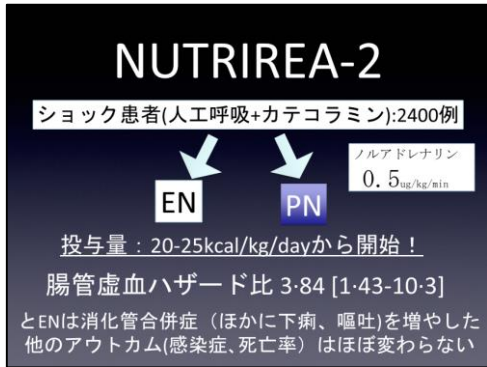 NUTRIREA-2
ショック患者(人工呼吸+カテコラミン):2400例
ノルアドレナリン
0.5ug/kg/min
EN
PN
投与量：20-25kcal/kg/dayから開始！
腸管虚血ハザード比 3·84 [1·43-10·3]
とENは消化管合併症（ほかに下痢、嘔吐)を増やした
他のアウトカム(感染症、死亡率）はほぼ変わらない